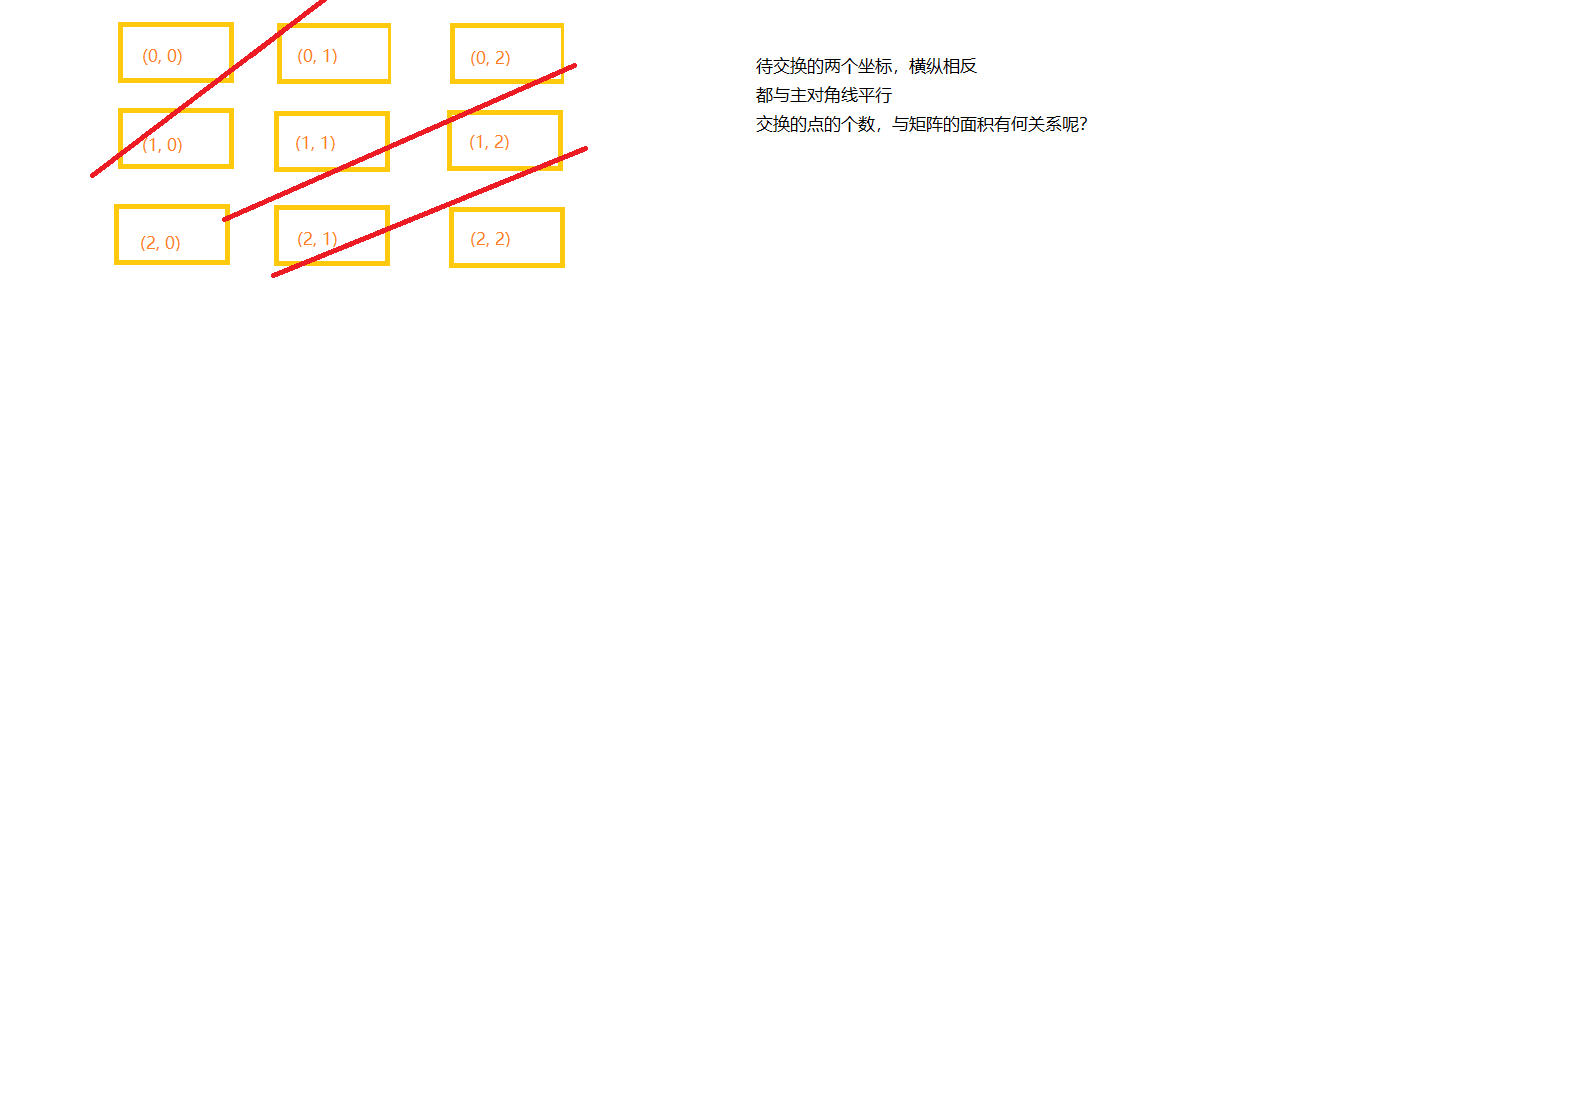 (0, 0) (0, 1) (0, 2)
(1, 0) (1, 1) (1, 2)
(2, 0) (2, 1) (2, 2)
待交换的两个坐标，横纵相反
都与主对角线平行
交换的点的个数，与矩阵的面积有何关系呢？